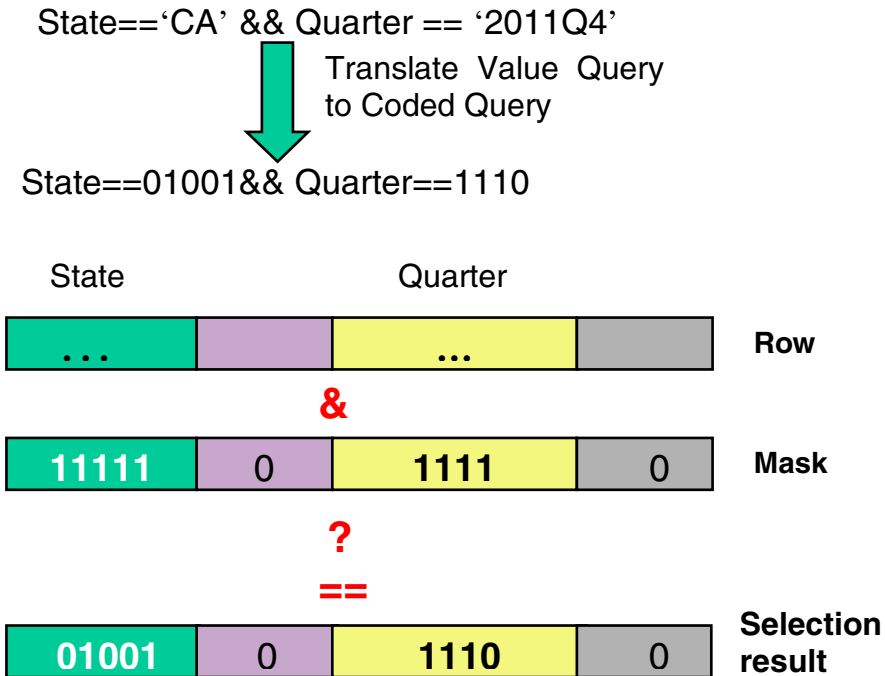 State==‘CA’ && Quarter == ‘2011Q4’
Translate Value Query
to Coded Query
State==01001&& Quarter==1110
State Quarter
... ... Row
&
11111 0 1111 0 Mask
?
==
Selection
01001 0 1110 0 result